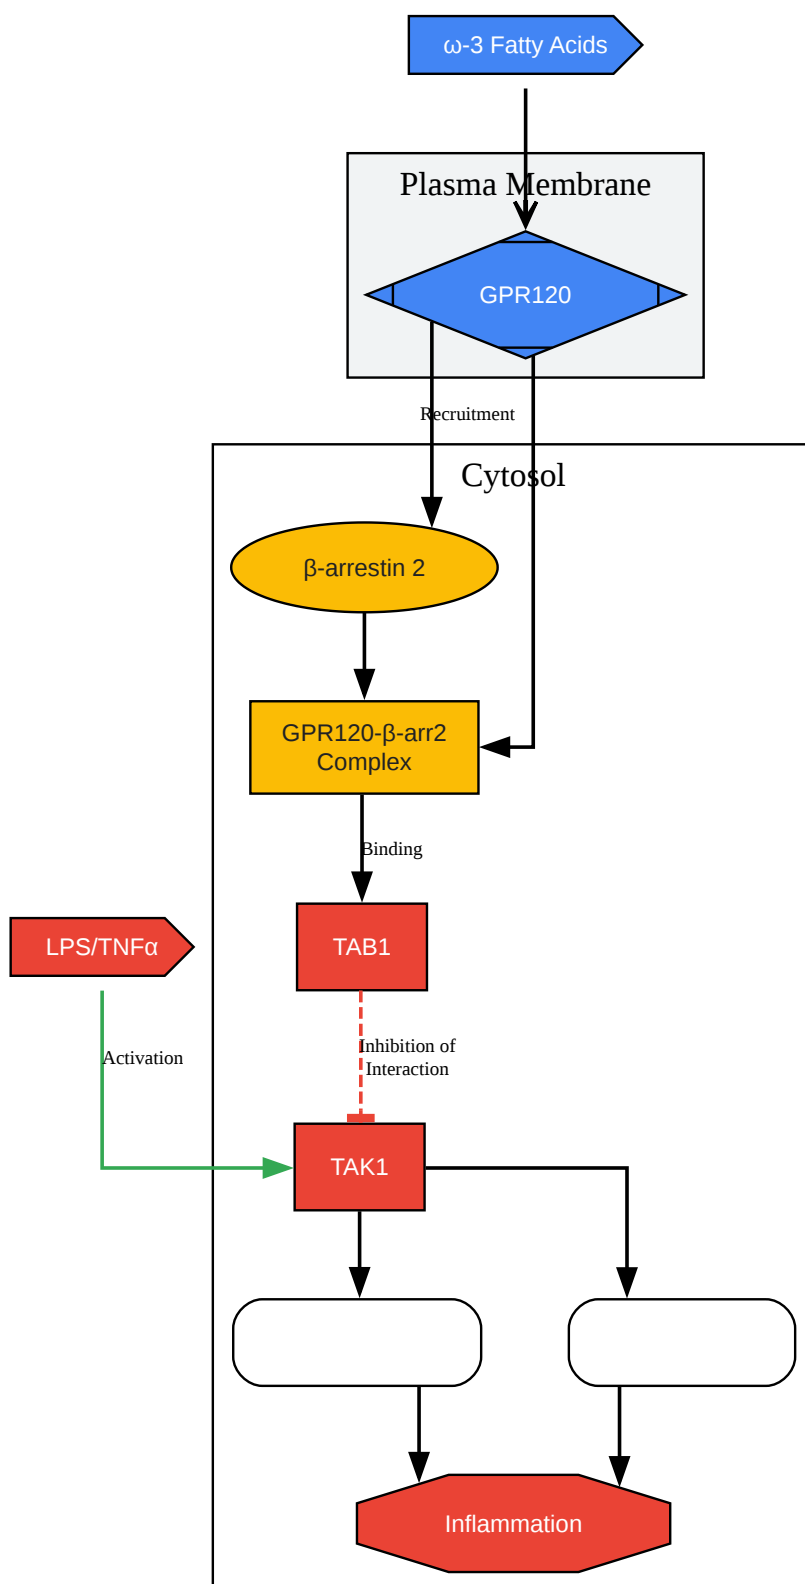 ω-3 Fatty Acids
Plasma Membrane
GPR120
Recruitment
Cytosol
β-arrestin 2
GPR120-β-arr2
Complex
Binding
LPS/TNFα
TAB1
Activation
Inhibition of
Interaction
TAK1
Inflammation